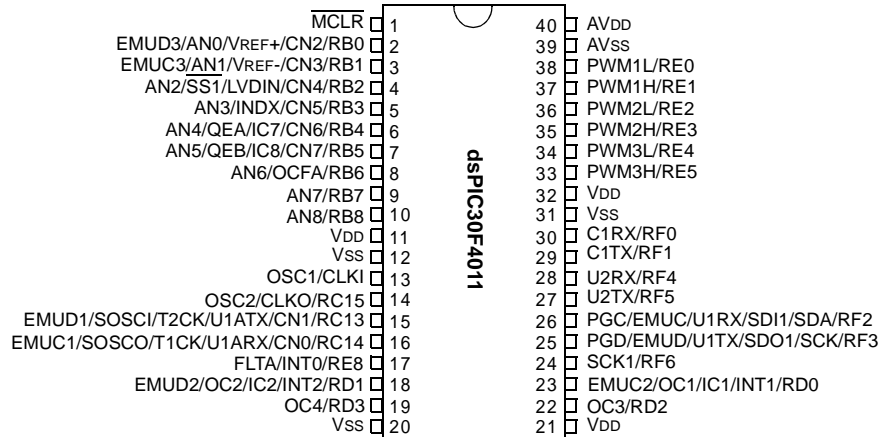 MCLR 1
EMUD3/AN0/VREF+/CN2/RB0 2
EMUC3/AN1/VREF-/CN3/RB1 3
AN2/SS1/LVDIN/CN4/RB2 4
AN3/INDX/CN5/RB3 5
AN4/QEA/IC7/CN6/RB4 6
AN5/QEB/IC8/CN7/RB5 7
AN6/OCFA/RB6 8
AN7/RB7 9
AN8/RB8 10
VDD 11
VSS 12
OSC1/CLKI 13
OSC2/CLKO/RC15 14
EMUD1/SOSCI/T2CK/U1ATX/CN1/RC13 15
EMUC1/SOSCO/T1CK/U1ARX/CN0/RC14 16
FLTA/INT0/RE8 17
EMUD2/OC2/IC2/INT2/RD1 18
OC4/RD3 19
VSS 20
dsPIC30F4011
40 AVDD
39 AVSS
38 PWM1L/RE0
37 PWM1H/RE1
36 PWM2L/RE2
35 PWM2H/RE3
34 PWM3L/RE4
33 PWM3H/RE5
32 VDD
31 VSS
30 C1RX/RF0
29 C1TX/RF1
28 U2RX/RF4
27 U2TX/RF5
26 PGC/EMUC/U1RX/SDI1/SDA/RF2
25 PGD/EMUD/U1TX/SDO1/SCK/RF3
24 SCK1/RF6
23 EMUC2/OC1/IC1/INT1/RD0
22 OC3/RD2
21 VDD